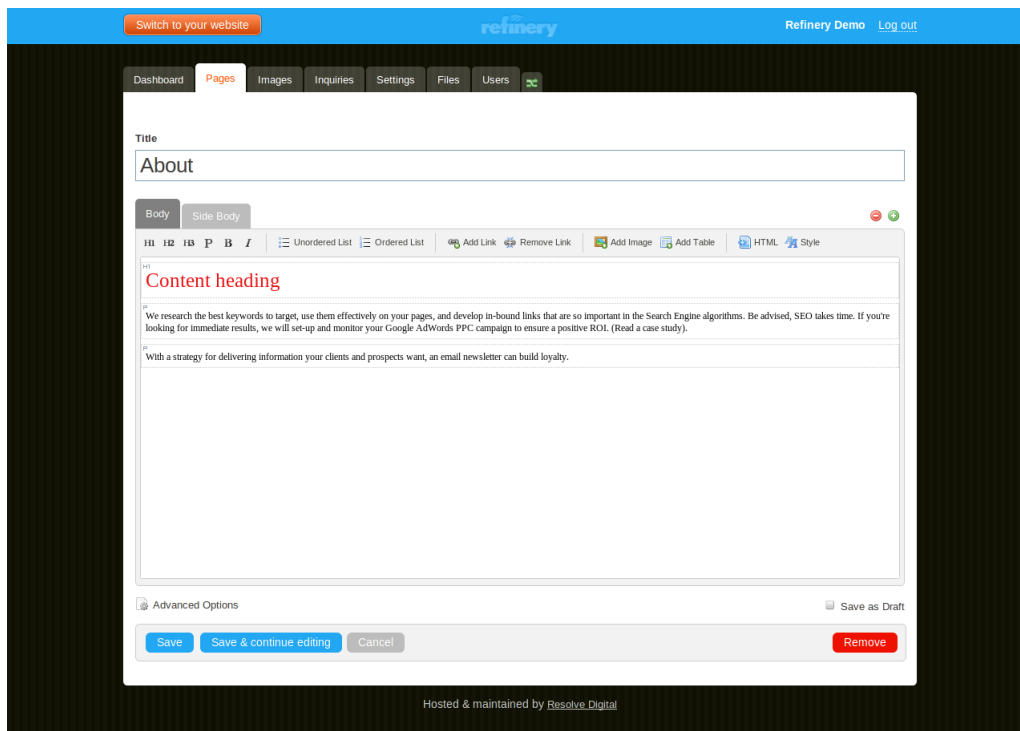 Switch to your website
refinery
Refinery Demo Log out
Dashboard Pages Images Inquiries Settings Files Users
Title
About
Body Side Body
H1 H2 H3 P B I Unordered List Ordered List Add Link Remove Link Add Image Add Table HTML Style
H1
Content heading
P
We research the best keywords to target, use them effectively on your pages, and develop in-bound links that are so important in the Search Engine algorithms. Be advised, SEO takes time. If you're
looking for immediate results, we will set-up and monitor your Google AdWords PPC campaign to ensure a positive ROI. (Read a case study).
P
With a strategy for delivering information your clients and prospects want, an email newsletter can build loyalty.
Advanced Options
Save as Draft
Save Save & continue editing Cancel Remove
Hosted & maintained by Resolve Digital